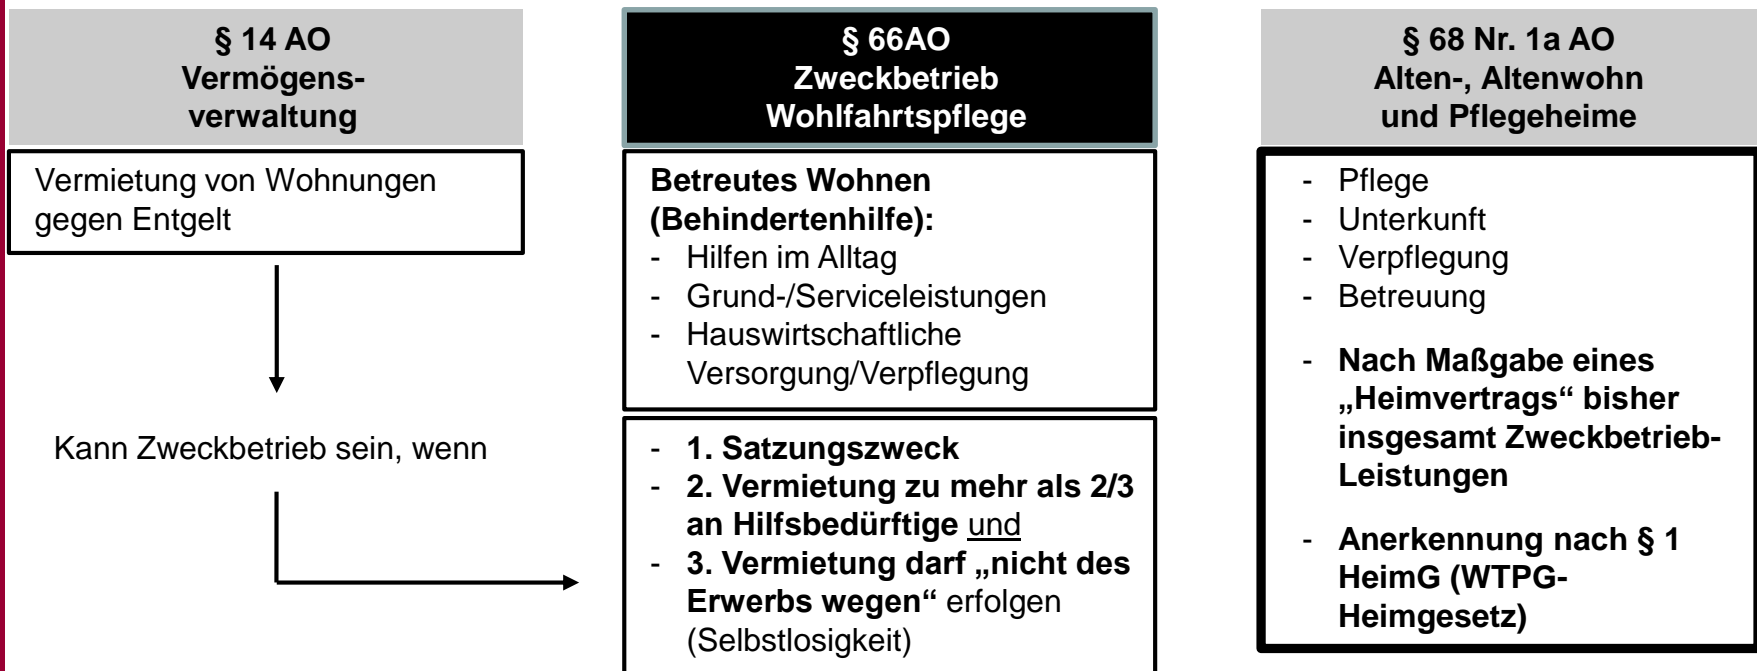 § 14 AO
Vermögens-
verwaltung
Vermietung von Wohnungen
gegen Entgelt
Kann Zweckbetrieb sein, wenn
§ 66AO
Zweckbetrieb
Wohlfahrtspflege
Betreutes Wohnen
(Behindertenhilfe):
- Hilfen im Alltag
- Grund-/Serviceleistungen
- Hauswirtschaftliche
Versorgung/Verpflegung
- 1. Satzungszweck
- 2. Vermietung zu mehr als 2/3
an Hilfsbedürftige und
- 3. Vermietung darf „nicht des
Erwerbs wegen“ erfolgen
(Selbstlosigkeit)
§ 68 Nr. 1a AO
Alten-, Altenwohn
und Pflegeheime
- Pflege
- Unterkunft
- Verpflegung
- Betreuung
- Nach Maßgabe eines
„Heimvertrags“ bisher
insgesamt Zweckbetrieb-
Leistungen
- Anerkennung nach § 1
HeimG (WTPG-
Heimgesetz)